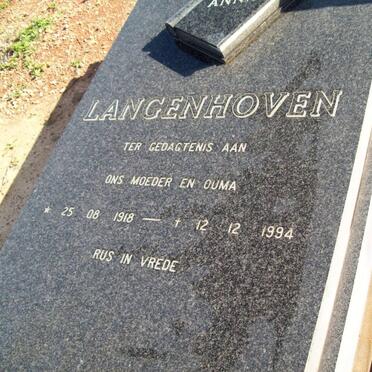 LANGENHOVEN
TER GEDAGTENIS AAN
ONS MOEDER EN OUMA
* 25 08 1918 — † 12 12 1994
RUS IN VREDE